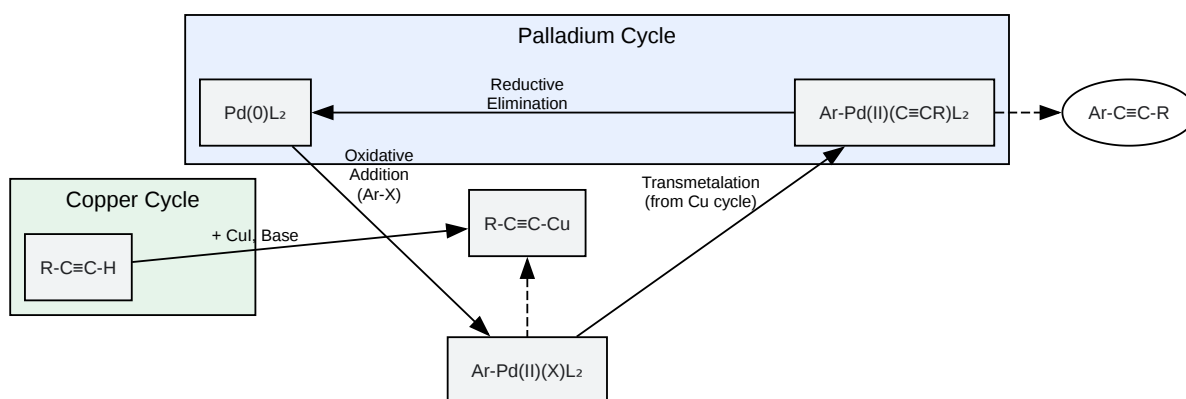 Palladium Cycle
Pd(0)L₂
Reductive
Elimination
Ar-Pd(II)(C≡CR)L₂
Ar-C≡C-R
Oxidative
Addition
(Ar-X)
Transmetalation
(from Cu cycle)
Copper Cycle
R-C≡C-H
+ CuI, Base
R-C≡C-Cu
Ar-Pd(II)(X)L₂